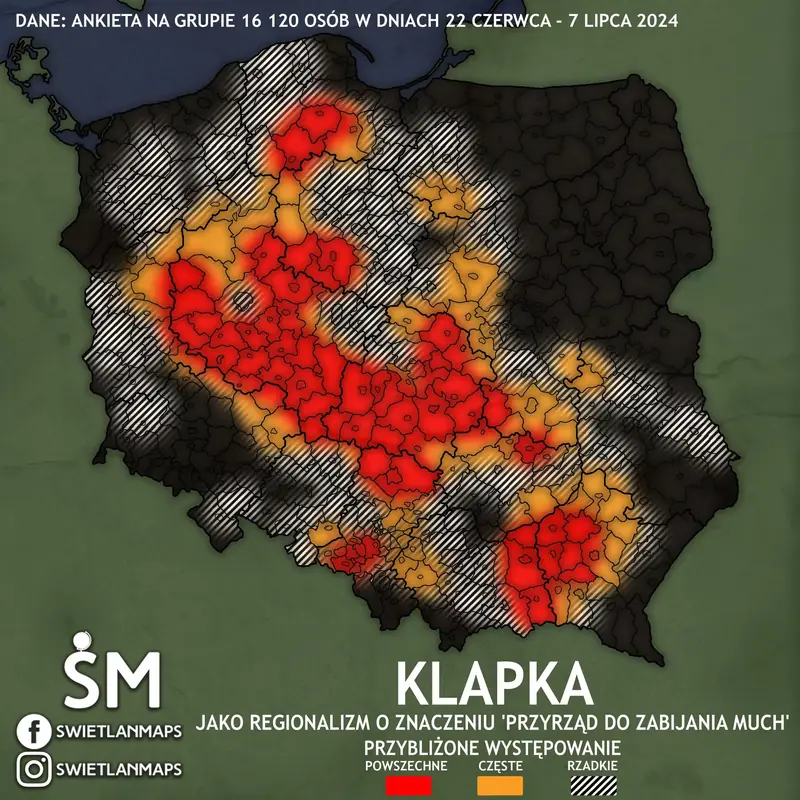 DANE: ANKIETA NA GRUPIE 16 120 OSÓB W DNIACH 22 CZERWCA - 7 LIPCA 2024
ŚM
SWIETLANMAPS
SWIETLANMAPS
KLAPKA
JAKO REGIONALIZM O ZNACZENIU 'PRZYRZĄD DO ZABIJANIA MUCH'
PRZYBLIŻONE WYSTĘPOWANIE
POWSZECHNE CZĘSTE RZADKIE